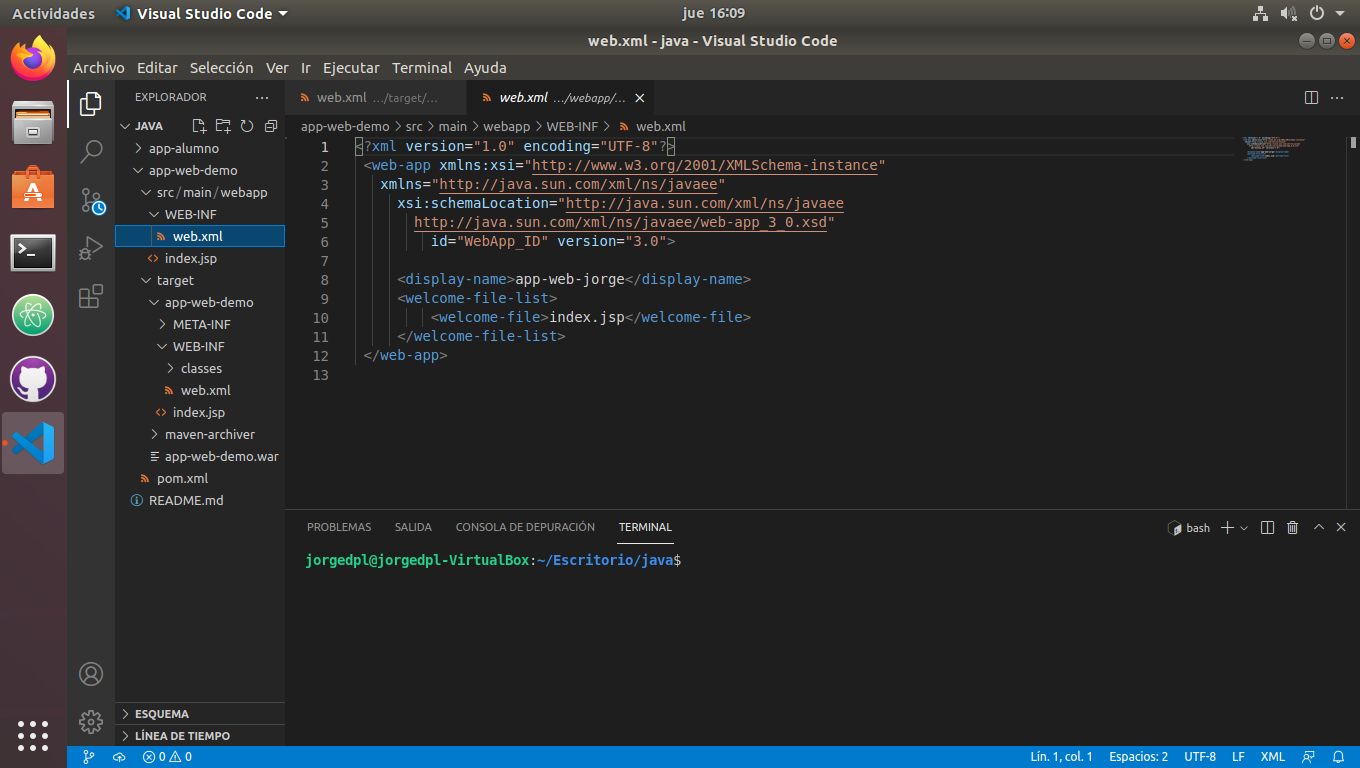 Actividades Visual Studio Code jue 16:09
web.xml - java - Visual Studio Code
Archivo Editar Selección Ver Ir Ejecutar Terminal Ayuda
EXPLORADOR
JAVA
app-alumno
app-web-demo
src/main/webapp
WEB-INF
web.xml
index.jsp
target
app-web-demo
META-INF
WEB-INF
classes
web.xml
index.jsp
maven-archiver
app-web-demo.war
pom.xml
README.md
ESQUEMA
LÍNEA DE TIEMPO
web.xml .../target/... web.xml .../webapp/...
app-web-demo > src > main > webapp > WEB-INF > web.xml
1 <?xml version="1.0" encoding="UTF-8"?>
2 <web-app xmlns:xsi="http://www.w3.org/2001/XMLSchema-instance"
3 xmlns="http://java.sun.com/xml/ns/javaee"
4 xsi:schemaLocation="http://java.sun.com/xml/ns/javaee
5 http://java.sun.com/xml/ns/javaee/web-app_3_0.xsd"
6 id="WebApp_ID" version="3.0">
7
8 <display-name>app-web-jorge</display-name>
9 <welcome-file-list>
10 <welcome-file>index.jsp</welcome-file>
11 </welcome-file-list>
12 </web-app>
13
PROBLEMAS SALIDA CONSOLA DE DEPURACIÓN TERMINAL bash
jorgedpl@jorgedpl-VirtualBox:~/Escritorio/java$
0 0 Lín. 1, col. 1 Espacios: 2 UTF-8 LF XML